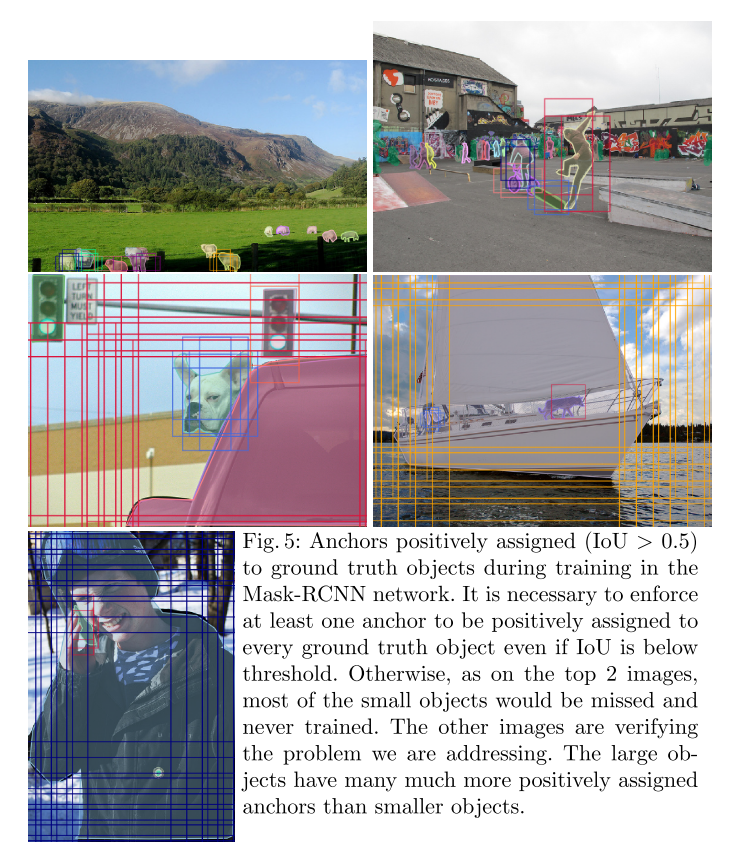 LEFT
TURN
MUST
YIELD
Fig. 5: Anchors positively assigned (IoU > 0.5)
to ground truth objects during training in the
Mask-RCNN network. It is necessary to enforce
at least one anchor to be positively assigned to
every ground truth object even if IoU is below
threshold. Otherwise, as on the top 2 images,
most of the small objects would be missed and
never trained. The other images are verifying
the problem we are addressing. The large ob-
jects have many much more positively assigned
anchors than smaller objects.